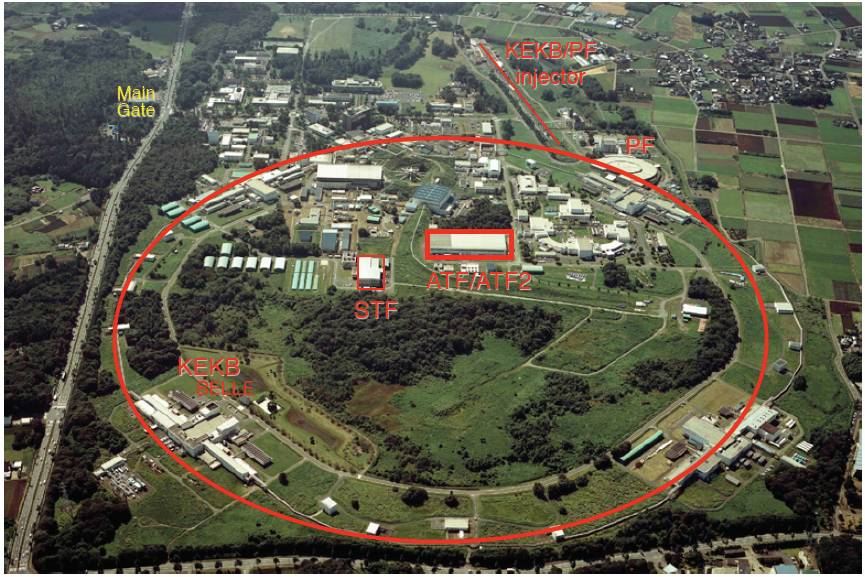 KEKB/PF
injector
Main
Gate
PF
ATF/ATF2
STF
KEKB
BELLE